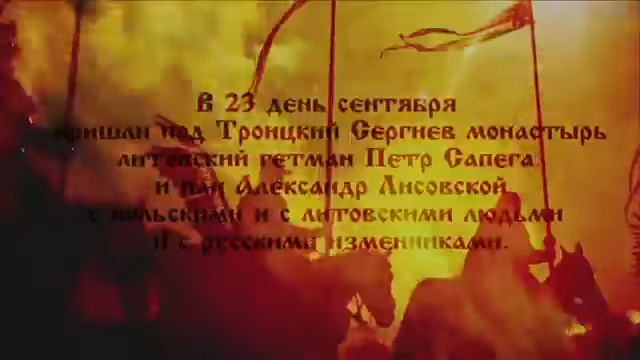 В 23 день сентября
пришли под Троицкий Сергиев монастырь
литовский гетман Петр Сапега
и пан Александр Лисовской
с польскими и с литовскими людьми
и с русскими изменниками.